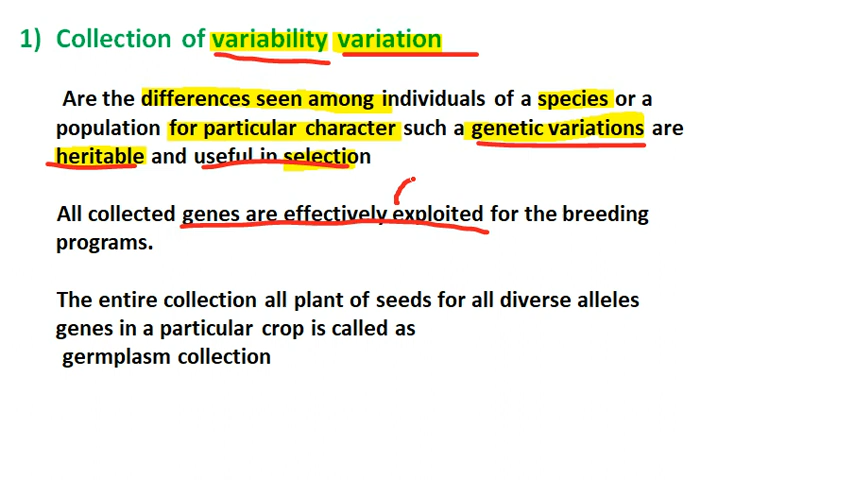 1) Collection of variability variation
Are the differences seen among individuals of a species or a
population for particular character such a genetic variations are
heritable and useful in selection
All collected genes are effectively exploited for the breeding
programs.
The entire collection all plant of seeds for all diverse alleles
genes in a particular crop is called as
germplasm collection